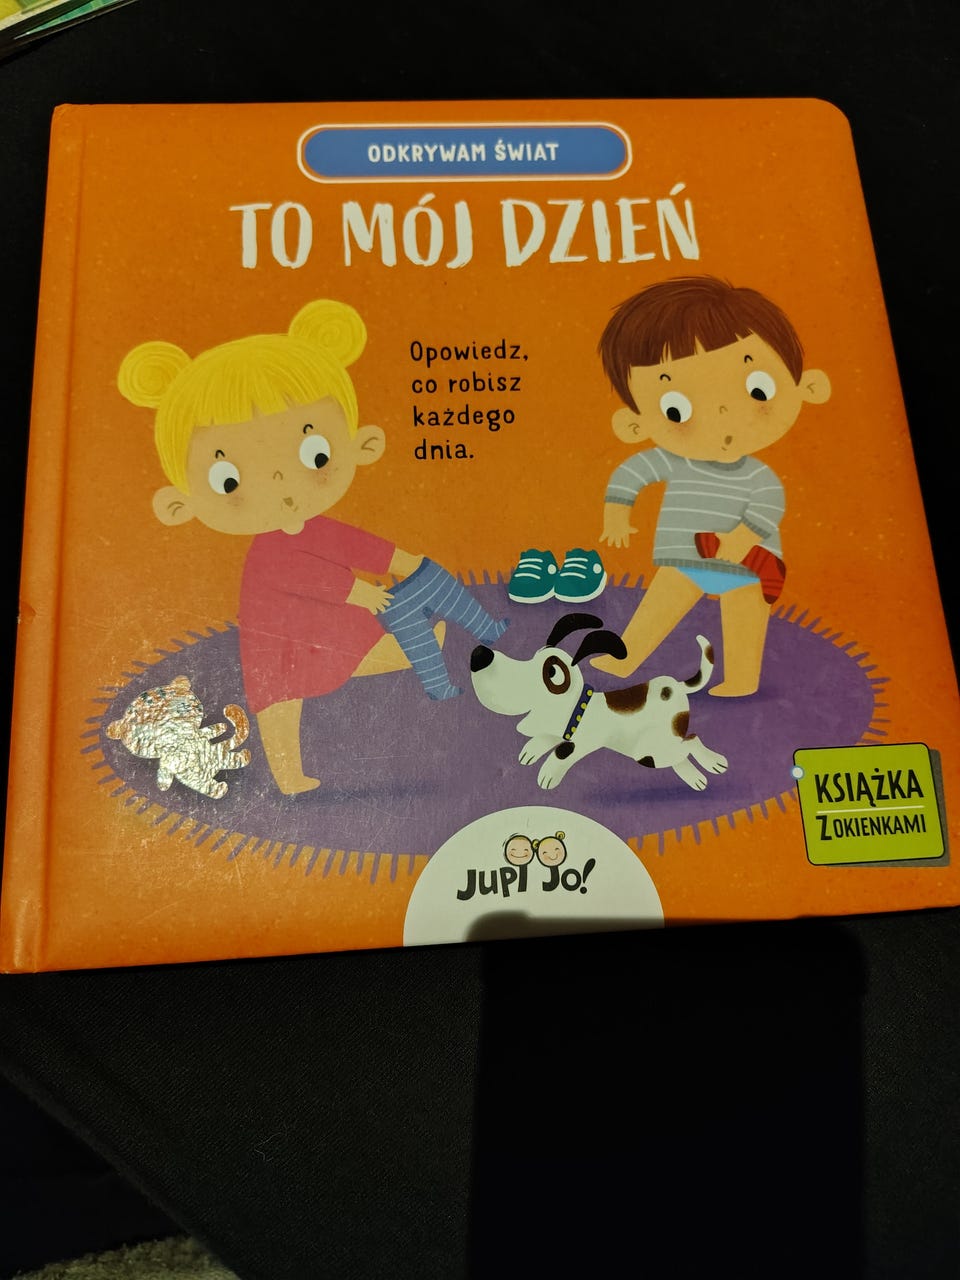 ODKRYWAM ŚWIAT
TO MÓJ DZIEŃ
Opowiedz,
co robisz
każdego
dnia.
KSIĄŻKA
Z OKIENKAMI
JUPI JO!